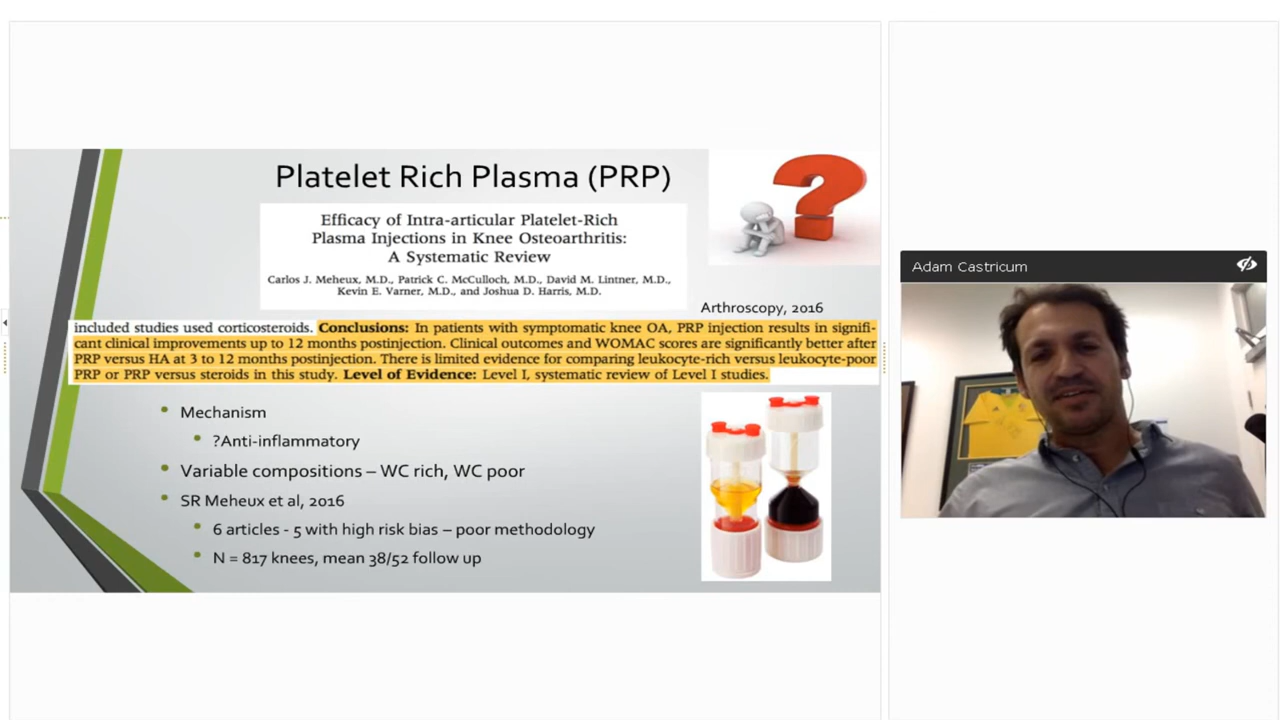 Platelet Rich Plasma (PRP)
Efficacy of Intra-articular Platelet-Rich
Plasma Injections in Knee Osteoarthritis:
A Systematic Review
Carlos J. Meheux, M.D., Patrick C. McCulloch, M.D., David M. Lintner, M.D.,
Kevin E. Varner, M.D., and Joshua D. Harris, M.D.
Arthroscopy, 2016
included studies used corticosteroids. Conclusions: In patients with symptomatic knee OA, PRP injection results in signifi-
cant clinical improvements up to 12 months postinjection. Clinical outcomes and WOMAC scores are significantly better after
PRP versus HA at 3 to 12 months postinjection. There is limited evidence for comparing leukocyte-rich versus leukocyte-poor
PRP or PRP versus steroids in this study. Level of Evidence: Level I, systematic review of Level I studies.
Mechanism
?Anti-inflammatory
Variable compositions – WC rich, WC poor
SR Meheux et al, 2016
6 articles - 5 with high risk bias – poor methodology
N = 817 knees, mean 38/52 follow up
Adam Castricum